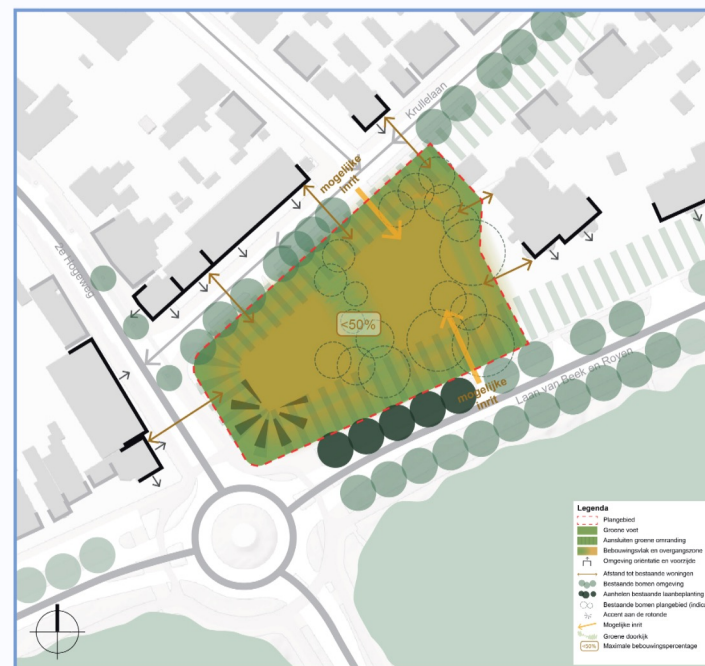 Krullelaan
mogelijke
inrit
2e Hogeweg
<50%
mogelijke
inrit
Laan van Beek en Royen
Legenda
Plangebied
Groene voet
Aansluiten groene omranding
Bebouwingsvlak en overgangszone
Omgeving oriëntatie en voorzijde
Afstand tot bestaande woningen
Bestaande bomen omgeving
Aanhelen bestaande laanbeplanting
Bestaande bomen plangebied (indica
Accent aan de rotonde
Mogelijke inrit
Groene doorkijk
<50% Maximale bebouwingspercentage